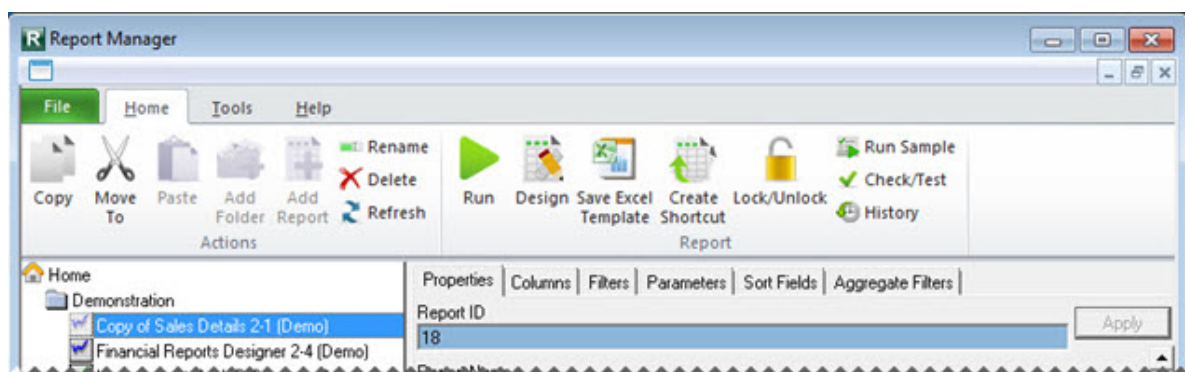 R Report Manager
File Home Tools Help
Copy
Move To
Paste
Add Folder
Add Report
Rename
Delete
Refresh
Actions
Run
Design
Save Excel Template
Create Shortcut
Lock/Unlock
Run Sample
Check/Test
History
Report
Home
Demonstration
Copy of Sales Details 2-1 (Demo)
Financial Reports Designer 2-4 (Demo)
Properties Columns Filters Parameters Sort Fields Aggregate Filters
Report ID
18
Apply